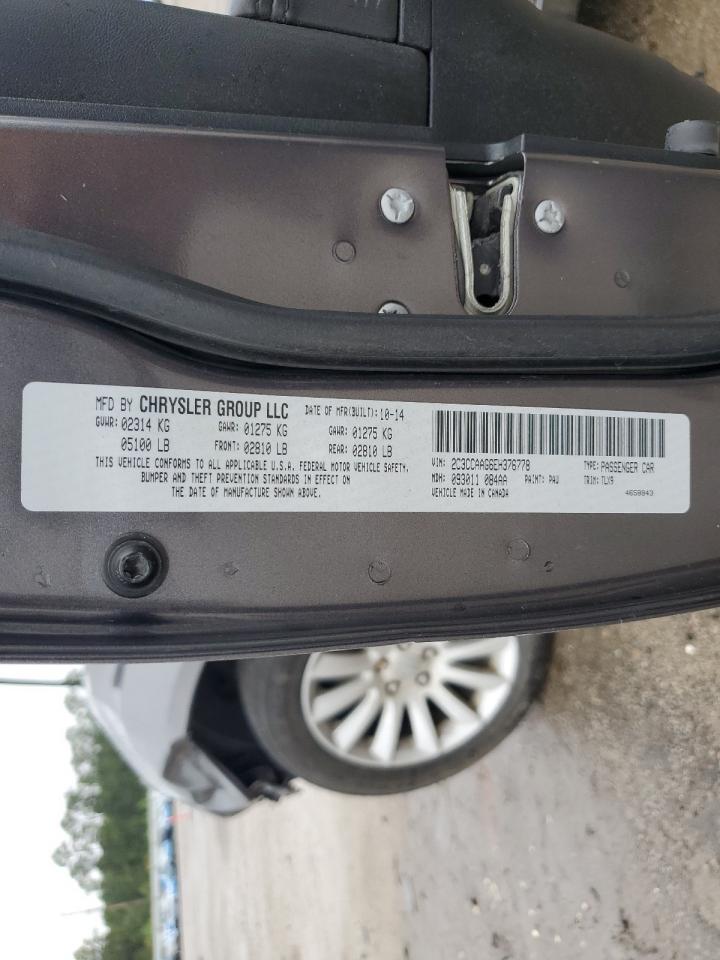 MFD BY CHRYSLER GROUP LLC DATE OF MFR(BUILT): 10-14
GVWR: 02314 KG GAWR: 01275 KG GAWR: 01275 KG
05100 LB FRONT: 02810 LB REAR: 02810 LB
THIS VEHICLE CONFORMS TO ALL APPLICABLE U.S.A. FEDERAL MOTOR VEHICLE SAFETY,
BUMPER AND THEFT PREVENTION STANDARDS IN EFFECT ON
THE DATE OF MANUFACTURE SHOWN ABOVE.
VIN: 2C3CCAAG6EH376778 TYPE: PASSENGER CAR
MDH: 093011 084AA PAINT: PAU TRIM: TLX9
VEHICLE MADE IN CANADA 4658843